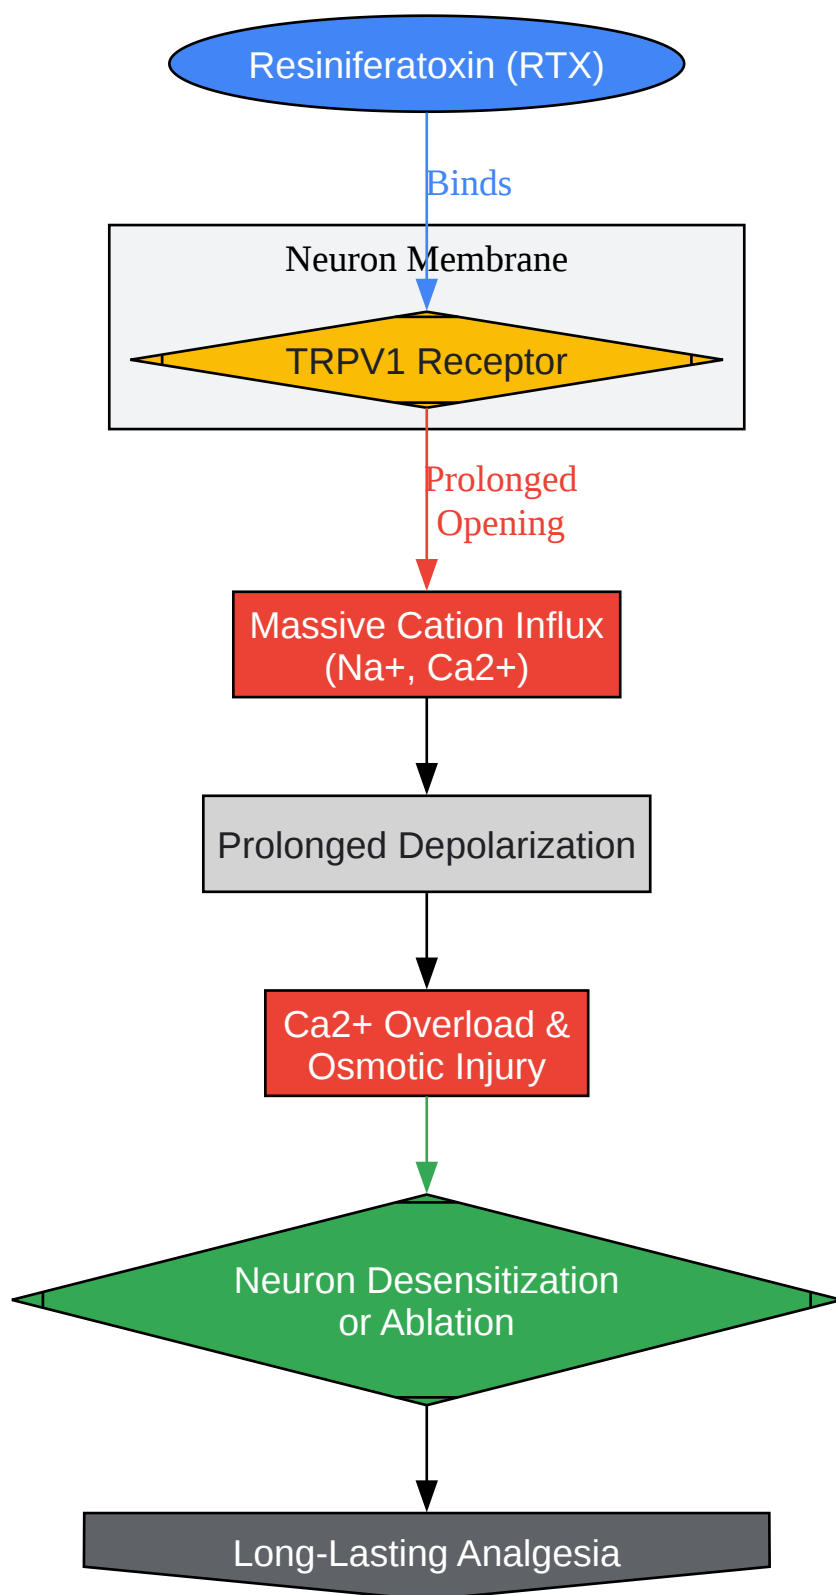 Resiniferatoxin (RTX)
Binds
Neuron Membrane
TRPV1 Receptor
Prolonged
Opening
Massive Cation Influx
(Na+, Ca2+)
Prolonged Depolarization
Ca2+ Overload &
Osmotic Injury
Neuron Desensitization
or Ablation
Long-Lasting Analgesia